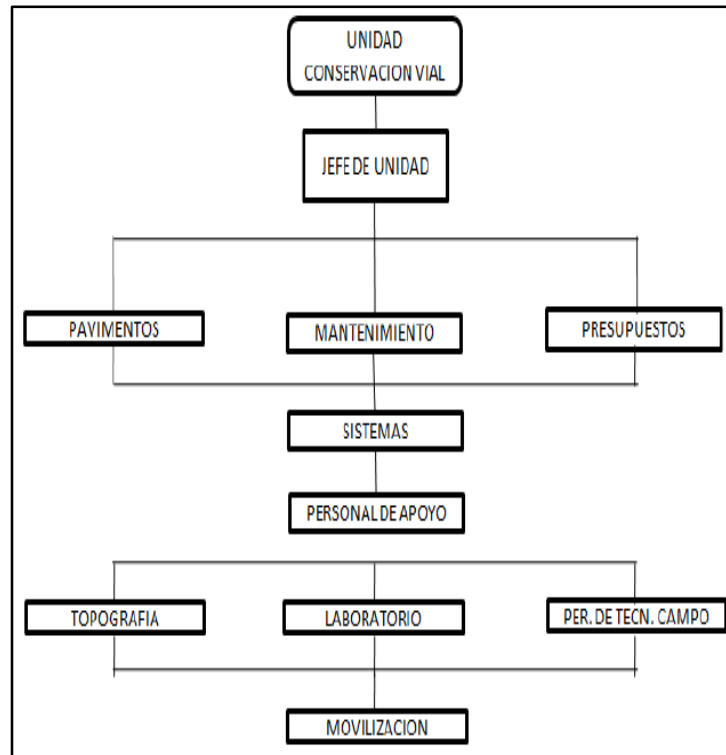 UNIDAD
CONSERVACION VIAL
JEFE DE UNIDAD
PAVIMENTOS
MANTENIMIENTO
PRESUPUESTOS
SISTEMAS
PERSONAL DE APOYO
TOPOGRAFIA
LABORATORIO
PER. DE TECN. CAMPO
MOVILIZACION